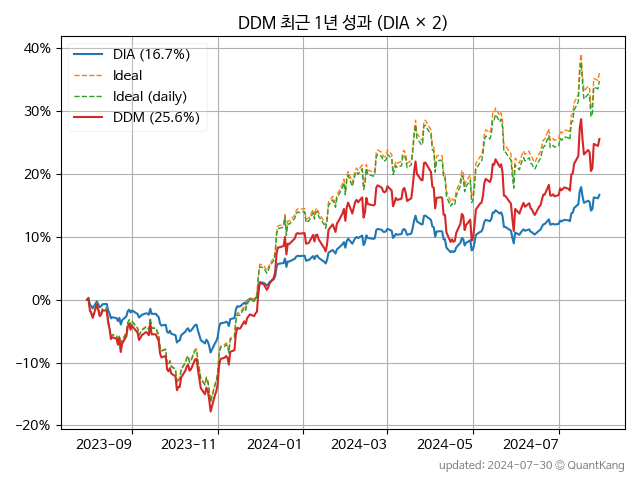 DDM 최근 1년 성과 (DIA × 2)
DIA (16.7%)
Ideal
Ideal (daily)
DDM (25.6%)
40%
30%
20%
10%
0%
−10%
−20%
2023-09
2023-11
2024-01
2024-03
2024-05
2024-07
updated: 2024-07-30 © QuantKang